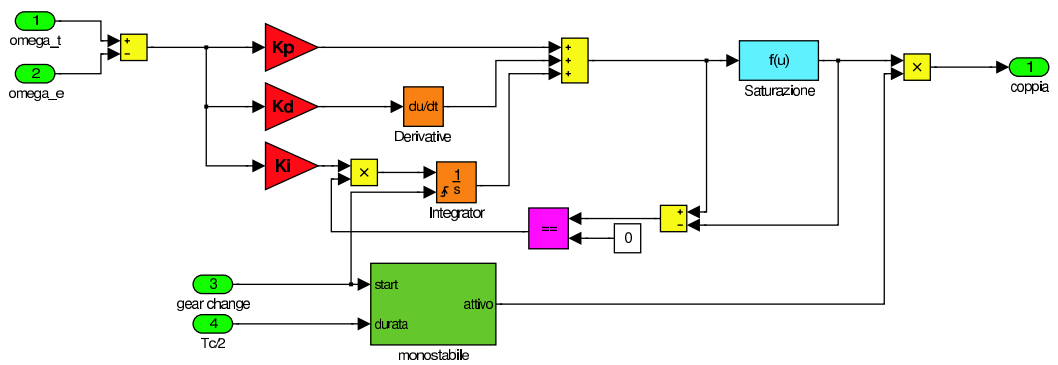 1
omega_t
2
omega_e
+
−
Kp
Kd
Ki
du/dt
Derivative
×
1
s
Integrator
+
+
+
f(u)
Saturazione
×
1
coppia
+
−
==
0
3
gear change
4
Tc/2
start
durata
attivo
monostabile